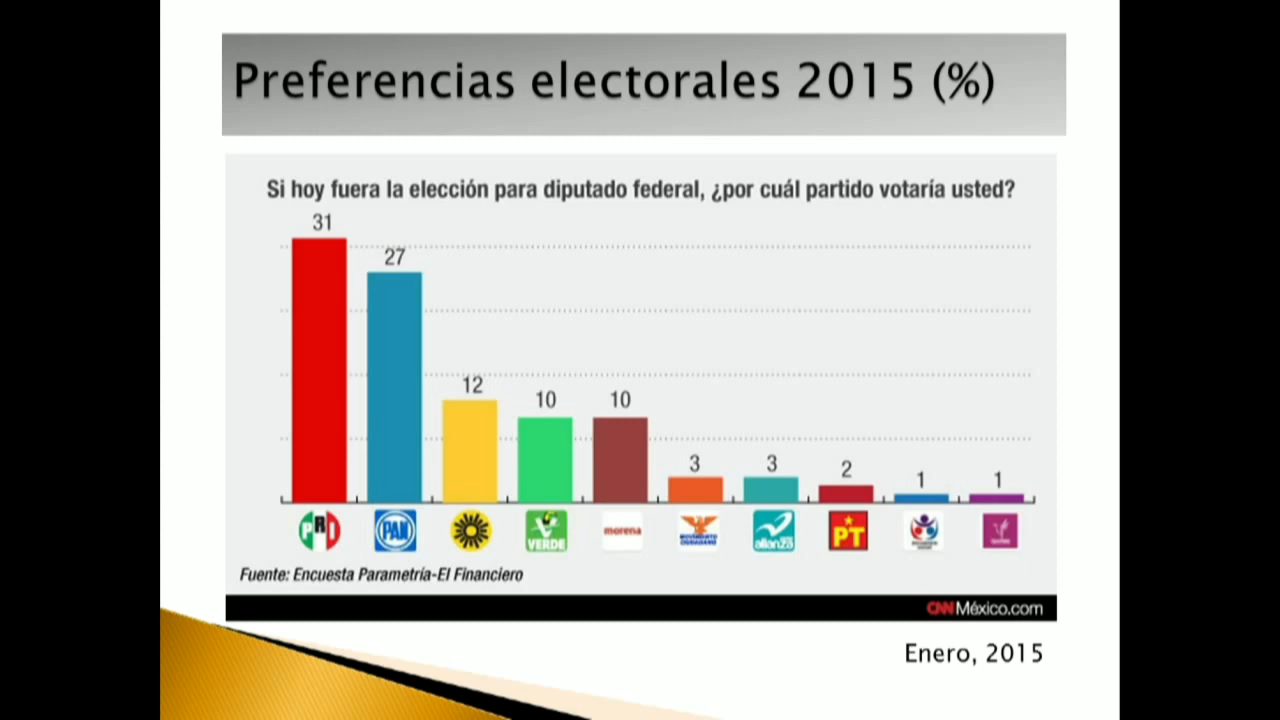 Preferencias electorales 2015 (%)
Si hoy fuera la elección para diputado federal, ¿por cuál partido votaría usted?
31
27
12
10
10
3
3
2
1
1
PRI
PAN
VERDE
morena
MOVIMIENTO
CIUDADANO
alianza
PT
Fuente: Encuesta Parametría-El Financiero
CNNMéxico.com
Enero, 2015